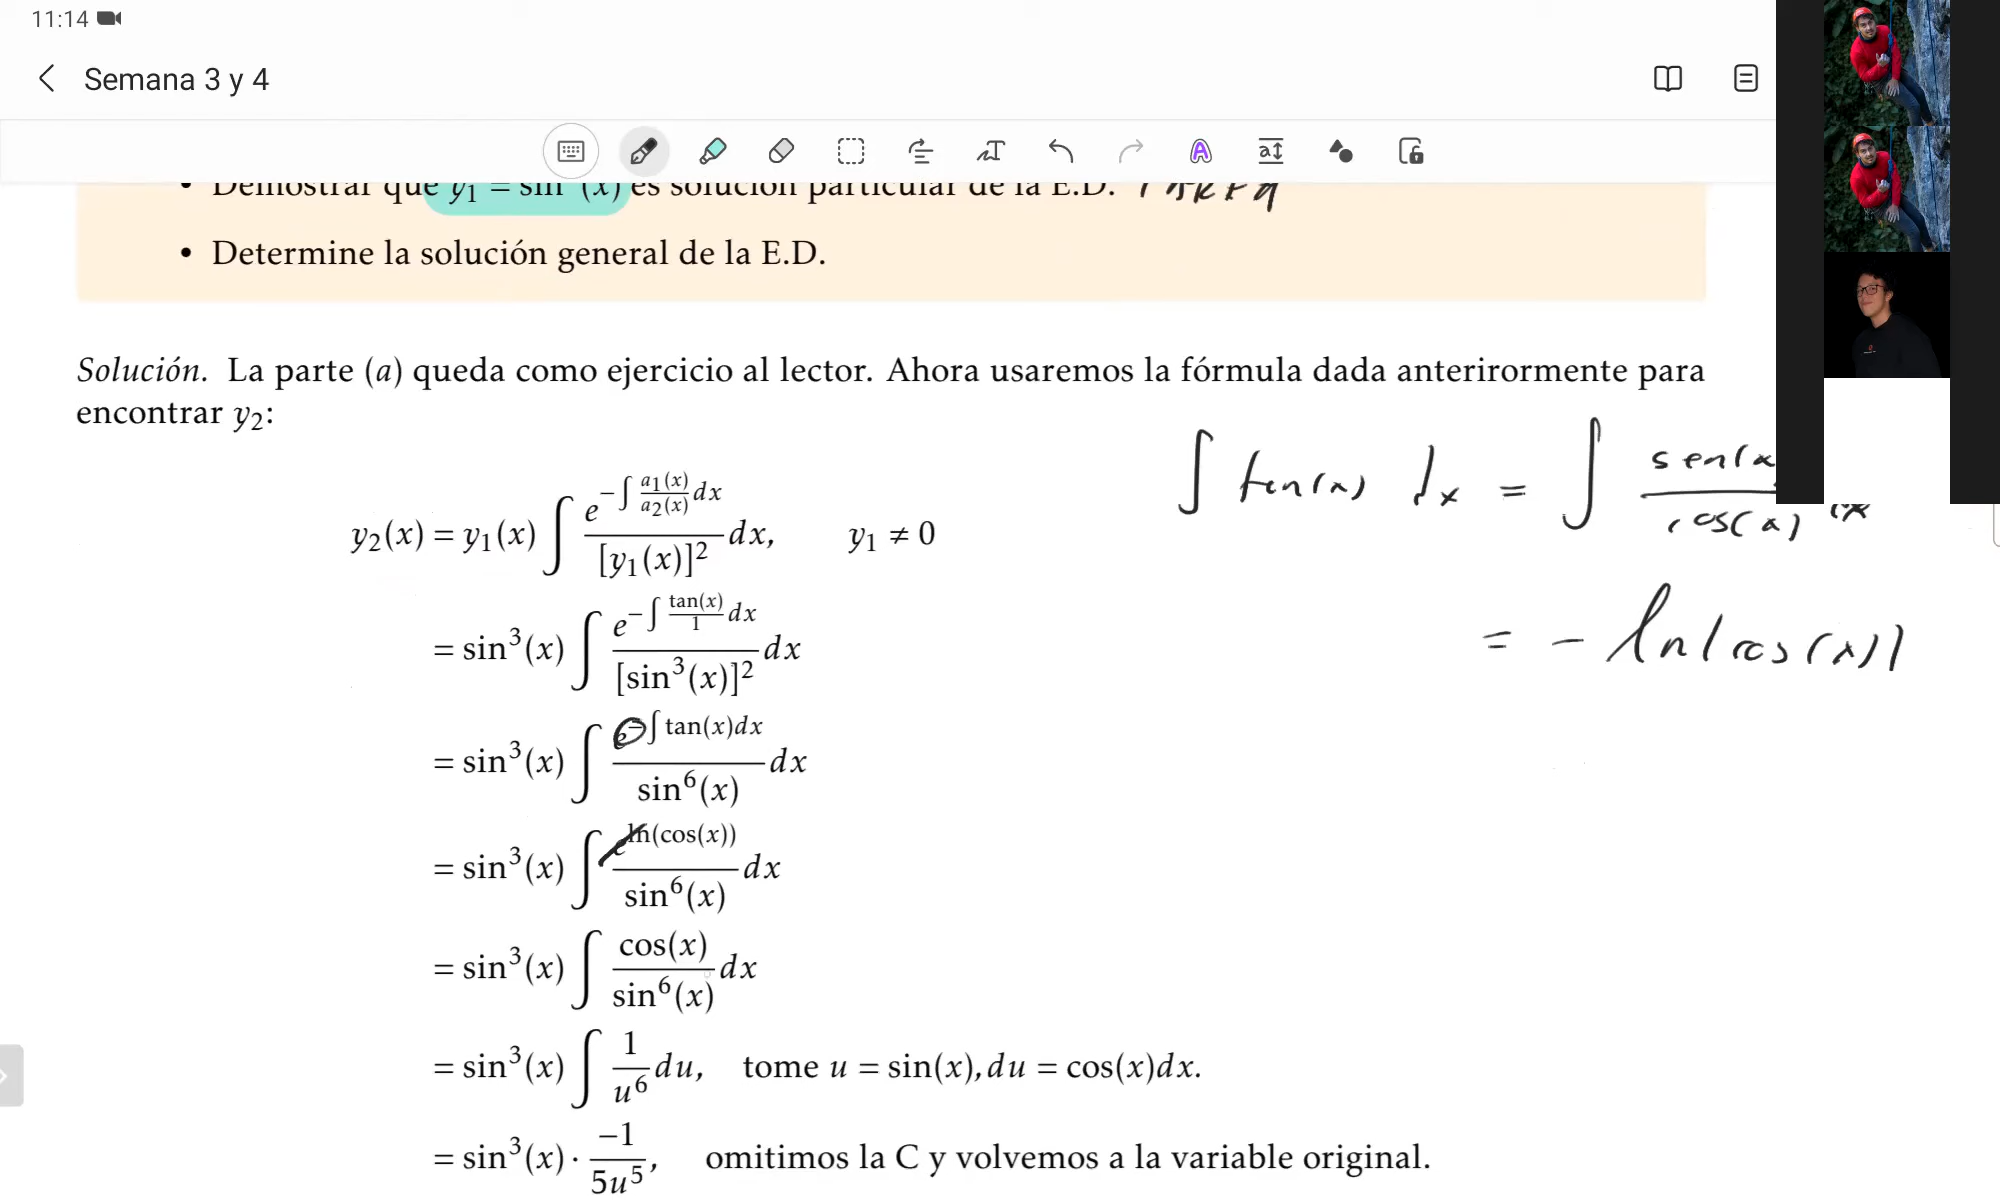 11:14
Semana 3 y 4
• Demostrar que y₁ = sin (x) es solución particular de la E.D.
• Determine la solución general de la E.D.
Solución. La parte (a) queda como ejercicio al lector. Ahora usaremos la fórmula dada anterirormente para
encontrar y₂:
y₂(x) = y₁(x) ∫ e^(−∫ a₁(x)/a₂(x) dx) / [y₁(x)]² dx, y₁ ≠ 0
= sin³(x) ∫ e^(−∫ tan(x)/1 dx) / [sin³(x)]² dx
= sin³(x) ∫ e^(−∫ tan(x)dx) / sin⁶(x) dx
= sin³(x) ∫ e^(ln(cos(x))) / sin⁶(x) dx
= sin³(x) ∫ cos(x) / sin⁶(x) dx
= sin³(x) ∫ 1/u⁶ du, tome u = sin(x), du = cos(x)dx.
= sin³(x) · −1/5u⁵, omitimos la C y volvemos a la variable original.
∫ tan(x) dx = ∫ sen(x / cos(x) dx
= − ln|cos(x)|